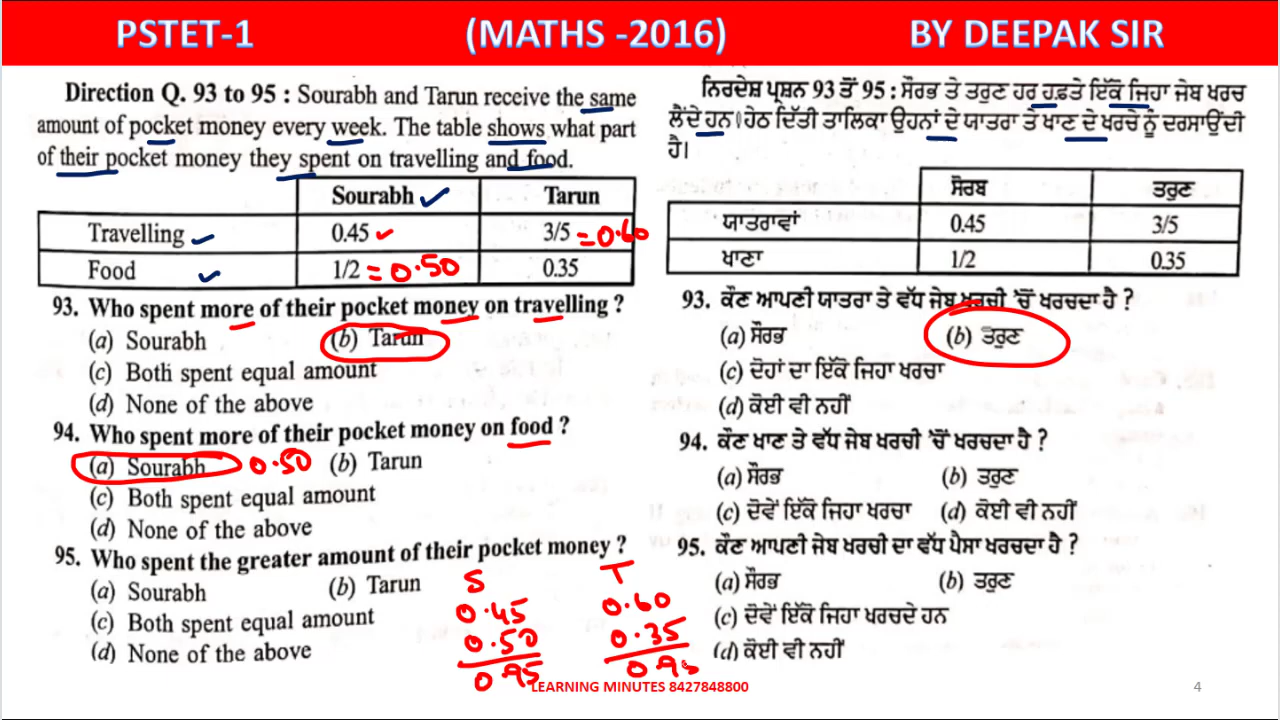 PSTET-1 (MATHS -2016) BY DEEPAK SIR
Direction Q. 93 to 95 : Sourabh and Tarun receive the same
amount of pocket money every week. The table shows what part
of their pocket money they spent on travelling and food.
Sourabh Tarun
Travelling 0.45 3/5 = 0.60
Food 1/2 = 0.50 0.35
93. Who spent more of their pocket money on travelling ?
(a) Sourabh (b) Tarun
(c) Both spent equal amount
(d) None of the above
94. Who spent more of their pocket money on food ?
(a) Sourabh 0.50 (b) Tarun
(c) Both spent equal amount
(d) None of the above
95. Who spent the greater amount of their pocket money ?
(a) Sourabh (b) Tarun
(c) Both spent equal amount
(d) None of the above
S T
0.45 0.60
0.50 0.35
0.95 0.95
ਨਿਰਦੇਸ਼ ਪ੍ਰਸ਼ਨ 93 ਤੋਂ 95 : ਸੌਰਭ ਤੇ ਤਰੁਣ ਹਰ ਹਫ਼ਤੇ ਇੱਕੋ ਜਿਹਾ ਜੇਬ ਖਰਚ
ਲੈਂਦੇ ਹਨ। ਹੇਠ ਦਿੱਤੀ ਤਾਲਿਕਾ ਉਹਨਾਂ ਦੇ ਯਾਤਰਾ ਤੇ ਖਾਣ ਦੇ ਖਰਚੇ ਨੂੰ ਦਰਸਾਉਂਦੀ
ਹੈ।
ਸੋਰਬ ਤਰੁਣ
ਯਾਤਰਾਵਾਂ 0.45 3/5
ਖਾਣਾ 1/2 0.35
93. ਕੌਣ ਆਪਣੀ ਯਾਤਰਾ ਤੇ ਵੱਧ ਜੇਬ ਖਰਚੀ 'ਚੋਂ ਖਰਚਦਾ ਹੈ ?
(a) ਸੌਰਭ (b) ਤਰੁਣ
(c) ਦੋਹਾਂ ਦਾ ਇੱਕੋ ਜਿਹਾ ਖਰਚਾ
(d) ਕੋਈ ਵੀ ਨਹੀਂ
94. ਕੌਣ ਖਾਣ ਤੇ ਵੱਧ ਜੇਬ ਖਰਚੀ 'ਚੋਂ ਖਰਚਦਾ ਹੈ ?
(a) ਸੌਰਭ (b) ਤਰੁਣ
(c) ਦੋਵੇਂ ਇੱਕੋ ਜਿਹਾ ਖਰਚਾ (d) ਕੋਈ ਵੀ ਨਹੀਂ
95. ਕੌਣ ਆਪਣੀ ਜੇਬ ਖਰਚੀ ਦਾ ਵੱਧ ਪੈਸਾ ਖਰਚਦਾ ਹੈ ?
(a) ਸੌਰਭ (b) ਤਰੁਣ
(c) ਦੋਵੇਂ ਇੱਕੋ ਜਿਹਾ ਖਰਚਦੇ ਹਨ
(d) ਕੋਈ ਵੀ ਨਹੀਂ
LEARNING MINUTES 8427848800
4